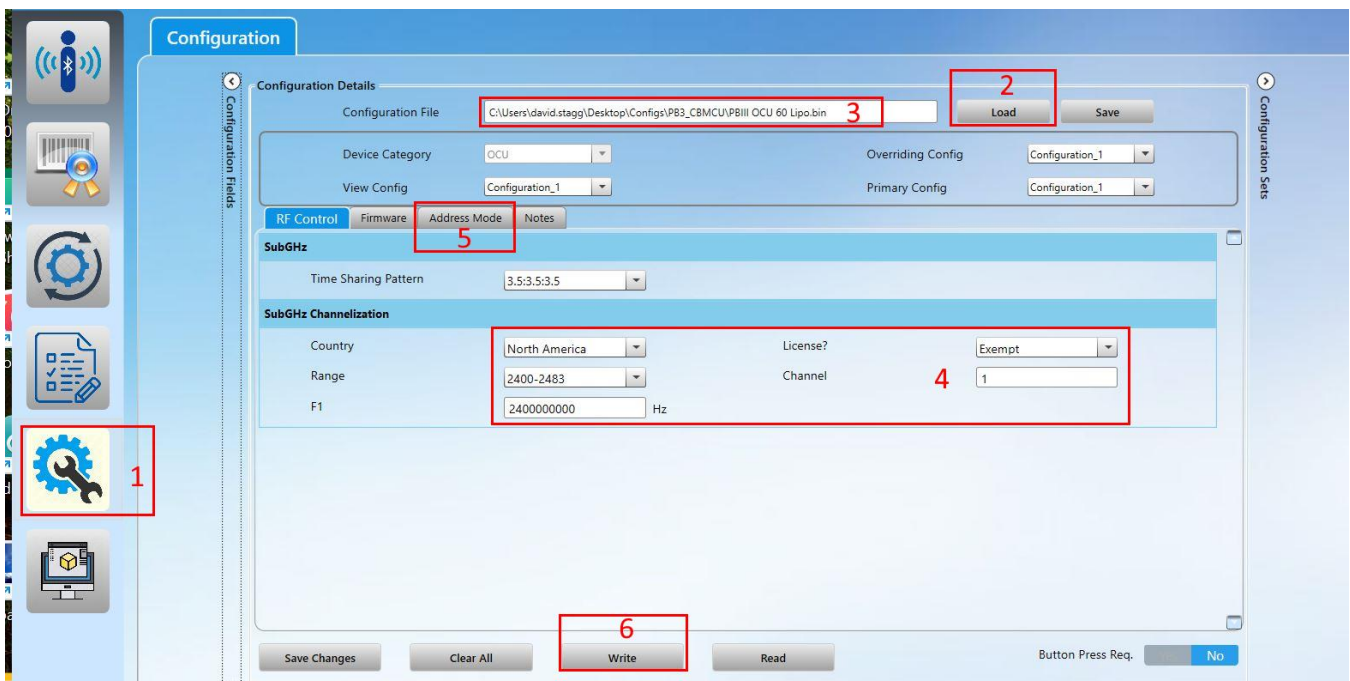 Configuration
Configuration Fields
Configuration Details
2
Configuration File
C:\Users\david.stagg\Desktop\Configs\PB3_CBMCU\PBIII OCU 60 Lipo.bin
3
Load
Save
Configuration Sets
Device Category
OCU
Overriding Config
Configuration_1
View Config
Configuration_1
Primary Config
Configuration_1
RF Control
Firmware
Address Mode
Notes
5
SubGHz
Time Sharing Pattern
3.5:3.5:3.5
SubGHz Channelization
Country
North America
License?
Exempt
Range
2400-2483
Channel
4
1
F1
2400000000
Hz
1
6
Save Changes
Clear All
Write
Read
Button Press Req.
No